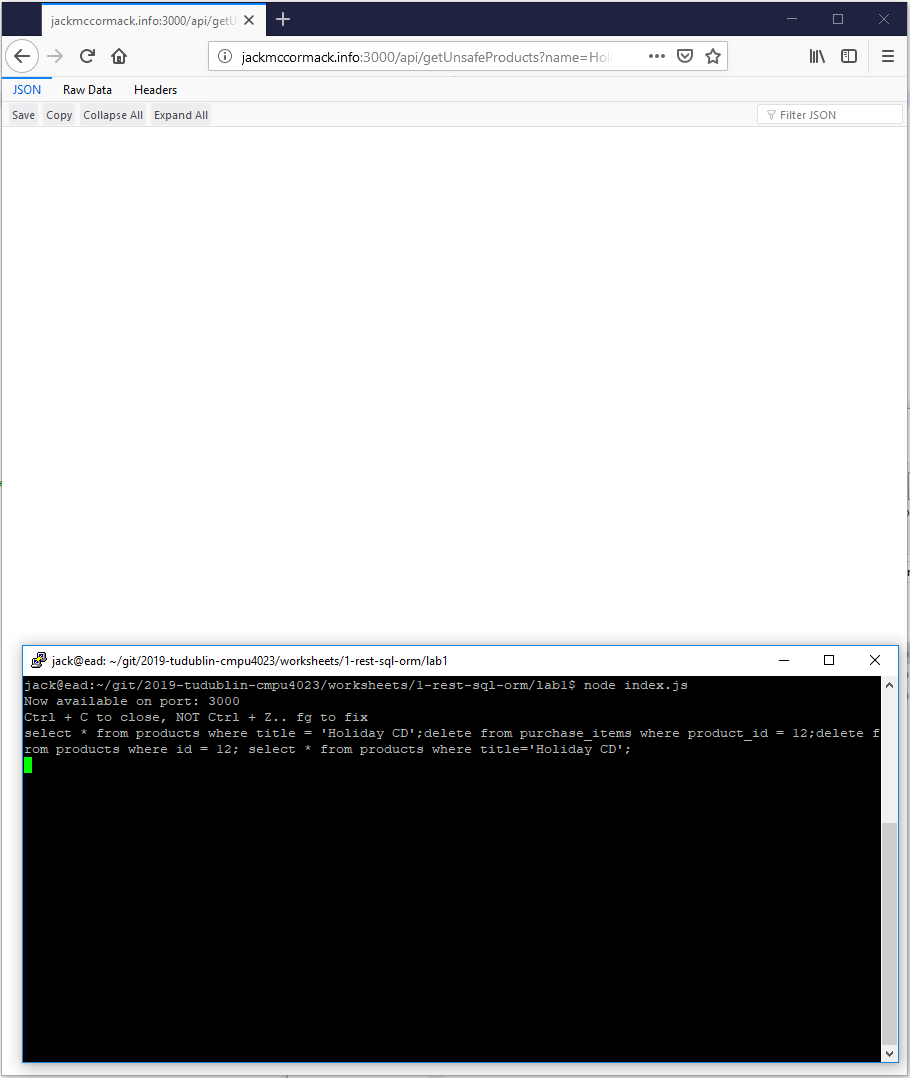 jackmccormack.info:3000/api/getU
jackmccormack.info:3000/api/getUnsafeProducts?name=Holi
JSON Raw Data Headers
Save Copy Collapse All Expand All Filter JSON
jack@ead: ~/git/2019-tudublin-cmpu4023/worksheets/1-rest-sql-orm/lab1
jack@ead:~/git/2019-tudublin-cmpu4023/worksheets/1-rest-sql-orm/lab1$ node index.js
Now available on port: 3000
Ctrl + C to close, NOT Ctrl + Z.. fg to fix
select * from products where title = 'Holiday CD';delete from purchase_items where product_id = 12;delete f
rom products where id = 12; select * from products where title='Holiday CD';